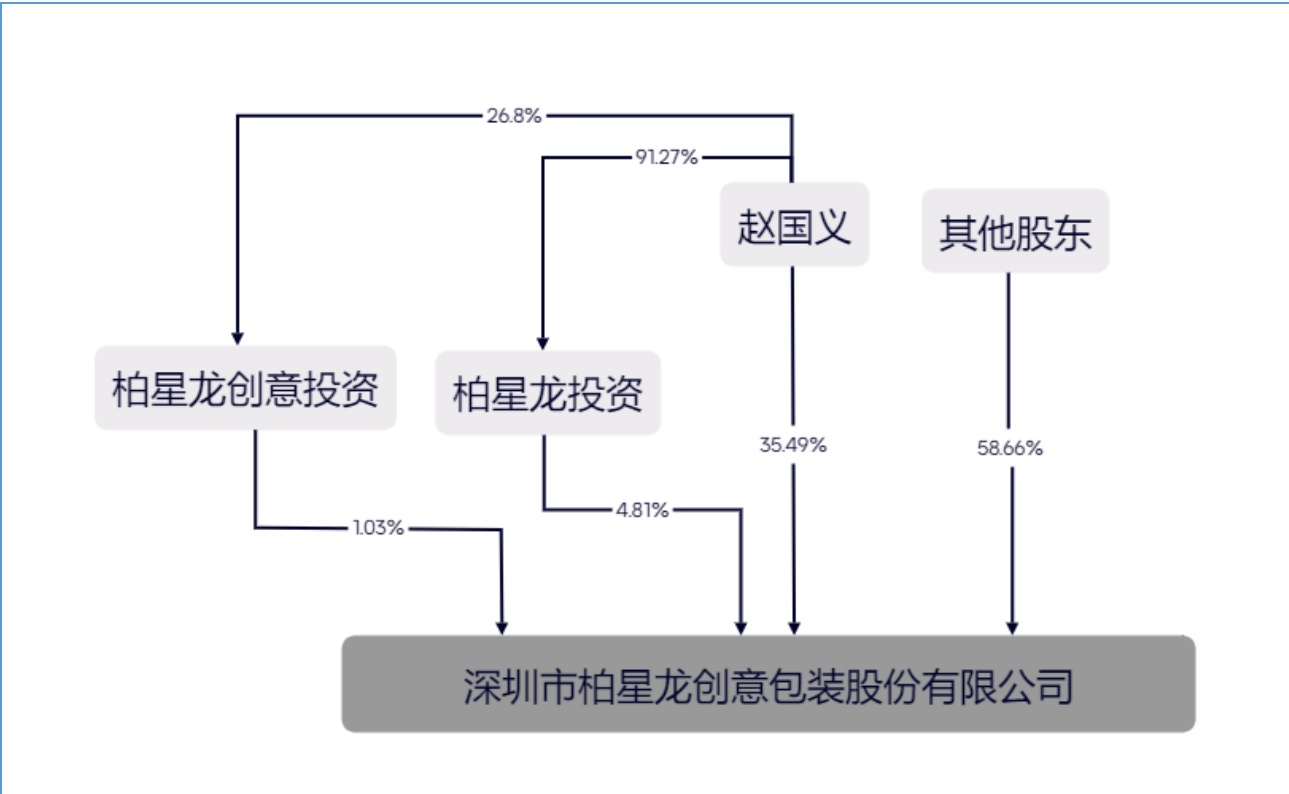 26.8%
91.27%
赵国义
其他股东
柏星龙创意投资
柏星龙投资
35.49%
58.66%
4.81%
1.03%
深圳市柏星龙创意包装股份有限公司